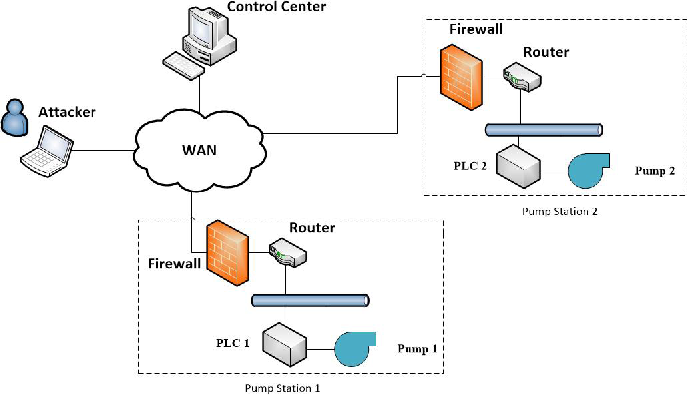 Control Center
Firewall
Router
Attacker
WAN
PLC 2
Pump 2
Pump Station 2
Router
Firewall
PLC 1
Pump 1
Pump Station 1